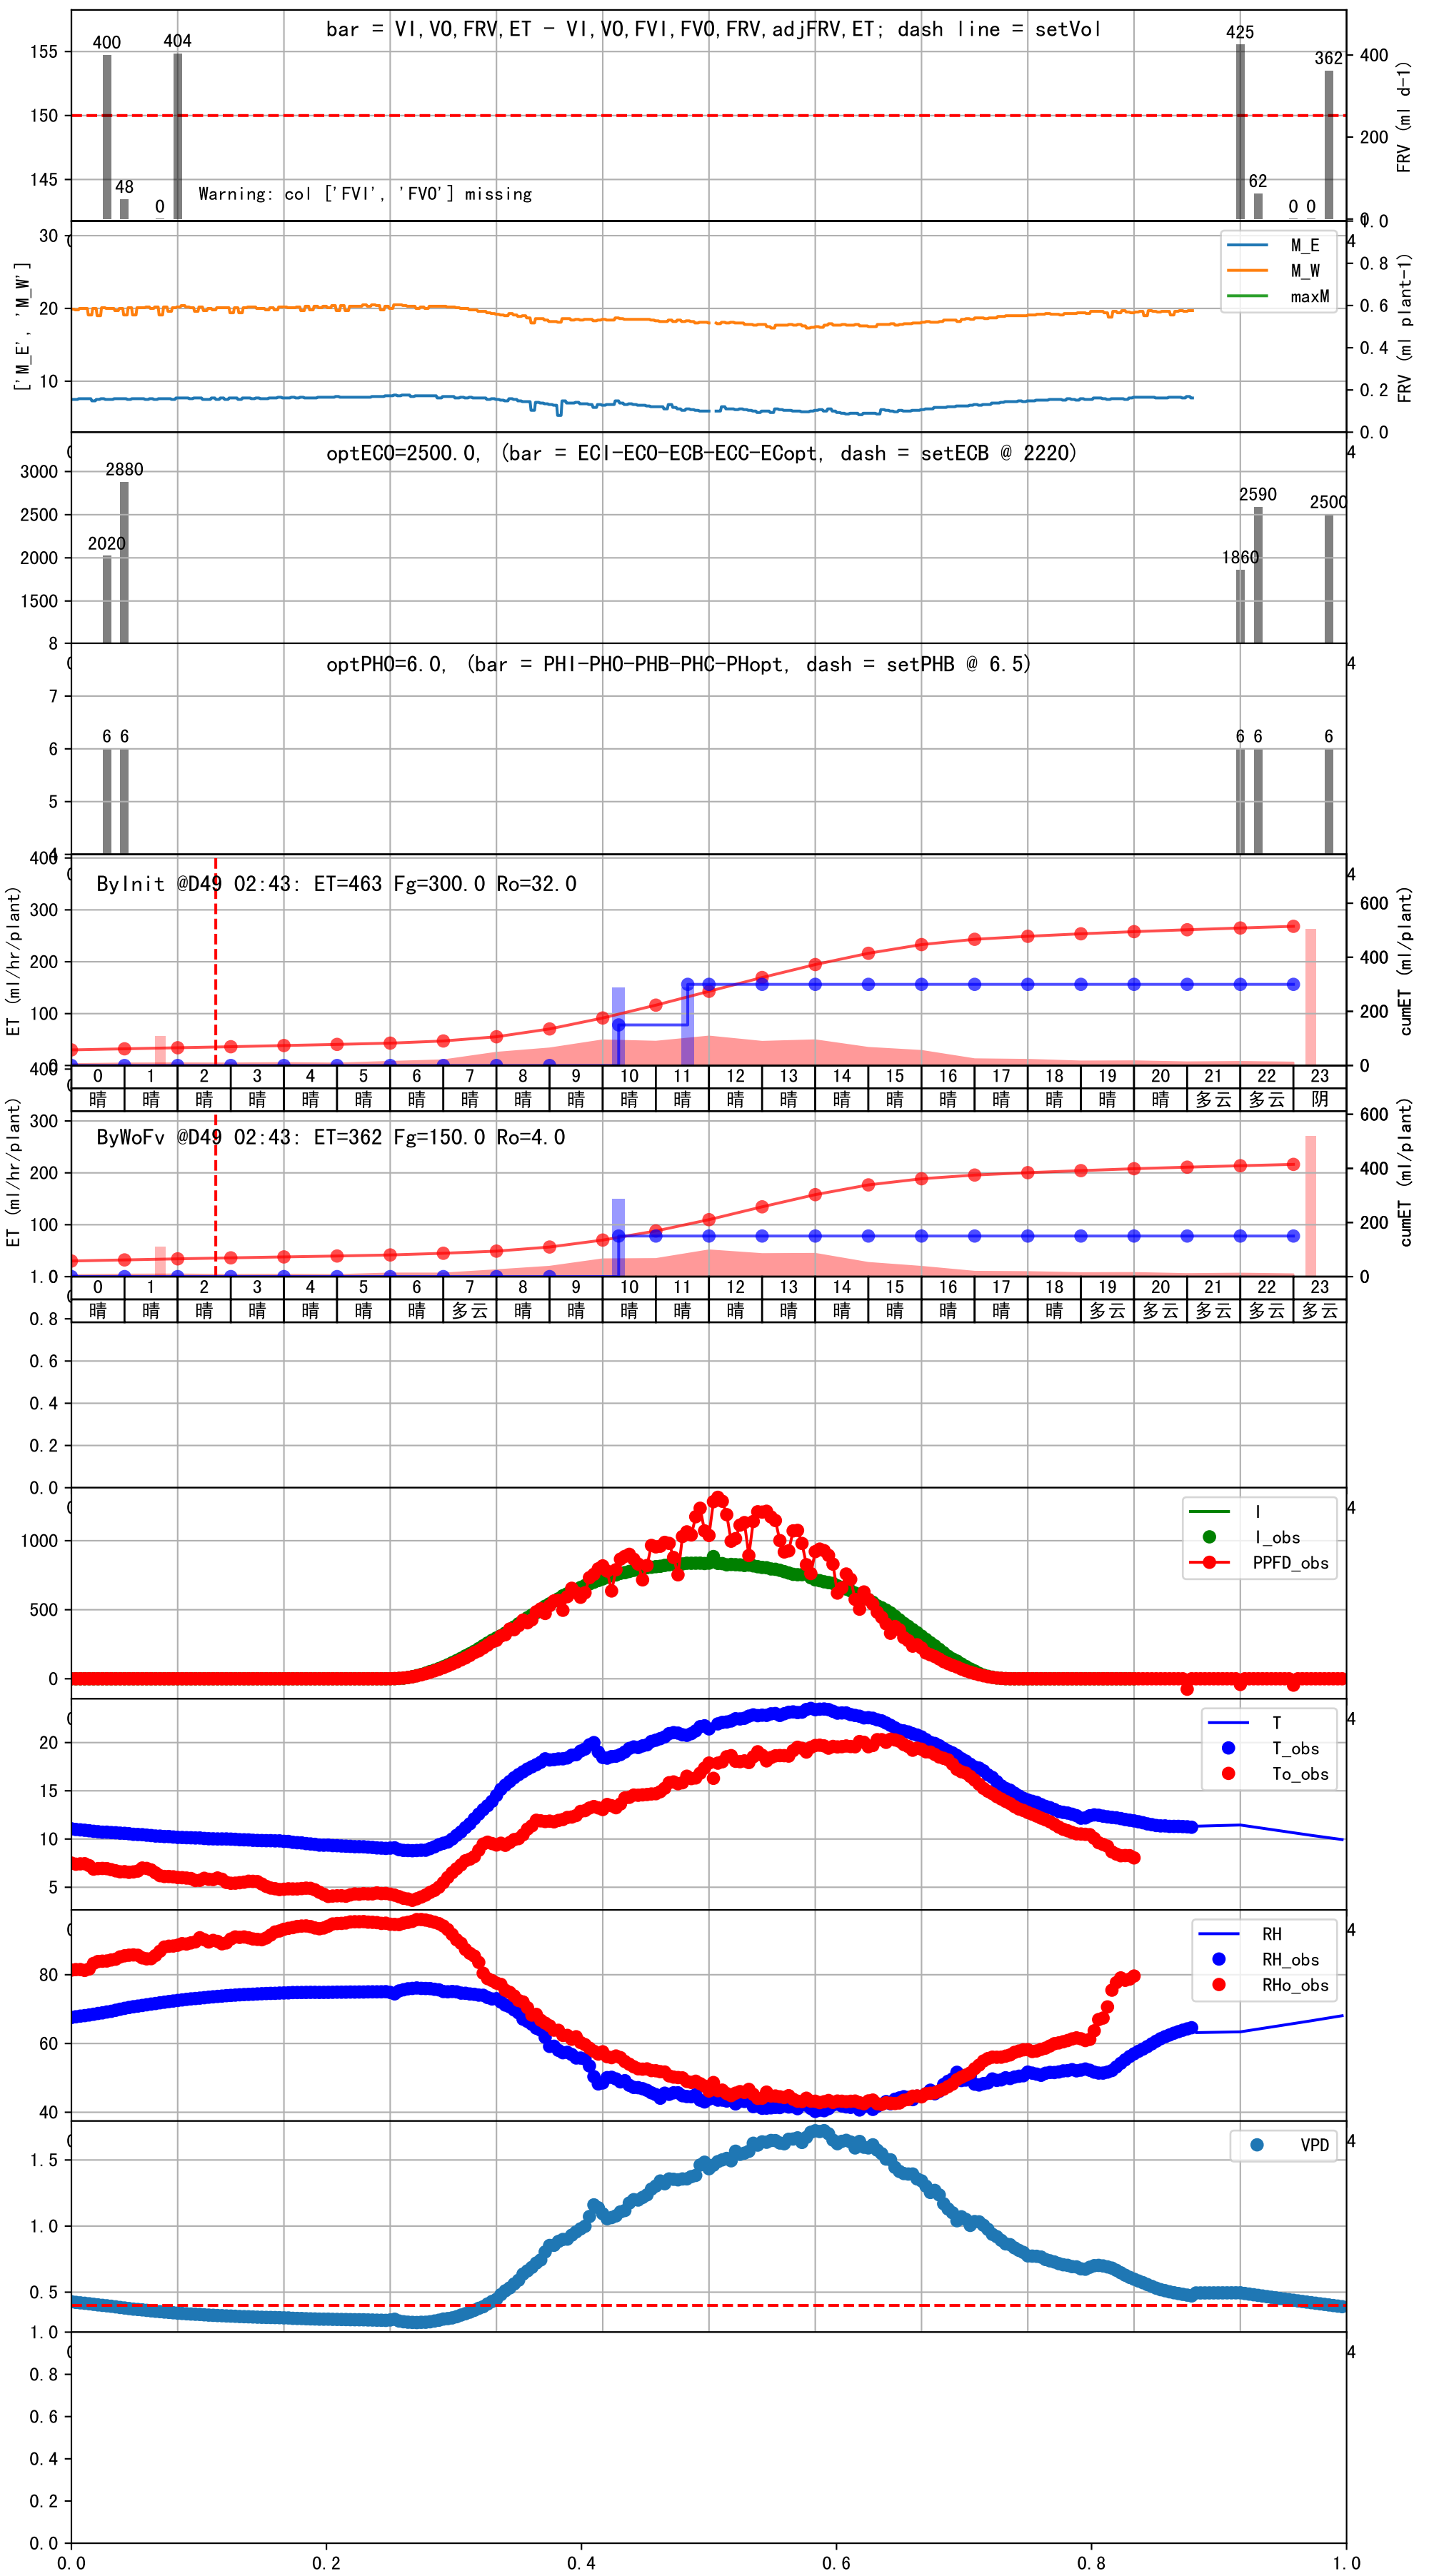 bar = VI,VO,FRV,ET - VI,VO,FVI,FVO,FRV,adjFRV,ET; dash line = setVol
400
404
425
362
48
0
62
0 0
Warning: col ['FVI', 'FVO'] missing
155
150
145
400
200
0
FRV (ml d-1)
1.0
30
20
10
['M_E', 'M_W']
M_E
M_W
maxM
0.8
0.6
0.4
0.2
0.0
FRV (ml plant-1)
4
optECO=2500.0, (bar = ECI-ECO-ECB-ECC-ECopt, dash = setECB @ 2220)
4
3000
2500
2000
1500
2020
2880
1860
2590
2500
8
optPHO=6.0, (bar = PHI-PHO-PHB-PHC-PHopt, dash = setPHB @ 6.5)
4
7
6
5
4
6 6
6 6
6
400
300
200
100
0
ET (ml/hr/plant)
ByInit @D49 02:43: ET=463 Fg=300.0 Ro=32.0
4
600
400
200
0
cumET (ml/plant)
0 1 2 3 4 5 6 7 8 9 10 11 12 13 14 15 16 17 18 19 20 21 22 23
晴 晴 晴 晴 晴 晴 晴 晴 晴 晴 晴 晴 晴 晴 晴 晴 晴 晴 晴 晴 晴 多云 多云 阴
400
300
200
100
ET (ml/hr/plant)
ByWoFv @D49 02:43: ET=362 Fg=150.0 Ro=4.0
600
400
200
0
cumET (ml/plant)
0 1 2 3 4 5 6 7 8 9 10 11 12 13 14 15 16 17 18 19 20 21 22 23
晴 晴 晴 晴 晴 晴 晴 多云 晴 晴 晴 晴 晴 晴 晴 晴 晴 晴 晴 多云 多云 多云 多云 多云
1.0
0.8
0.6
0.4
0.2
0.0
4
1000
500
0
I
I_obs
PPFD_obs
4
20
15
10
5
T
T_obs
To_obs
4
80
60
40
RH
RH_obs
RHo_obs
4
1.5
1.0
0.5
VPD
4
1.0
0.8
0.6
0.4
0.2
0.0
0.0 0.2 0.4 0.6 0.8 1.0